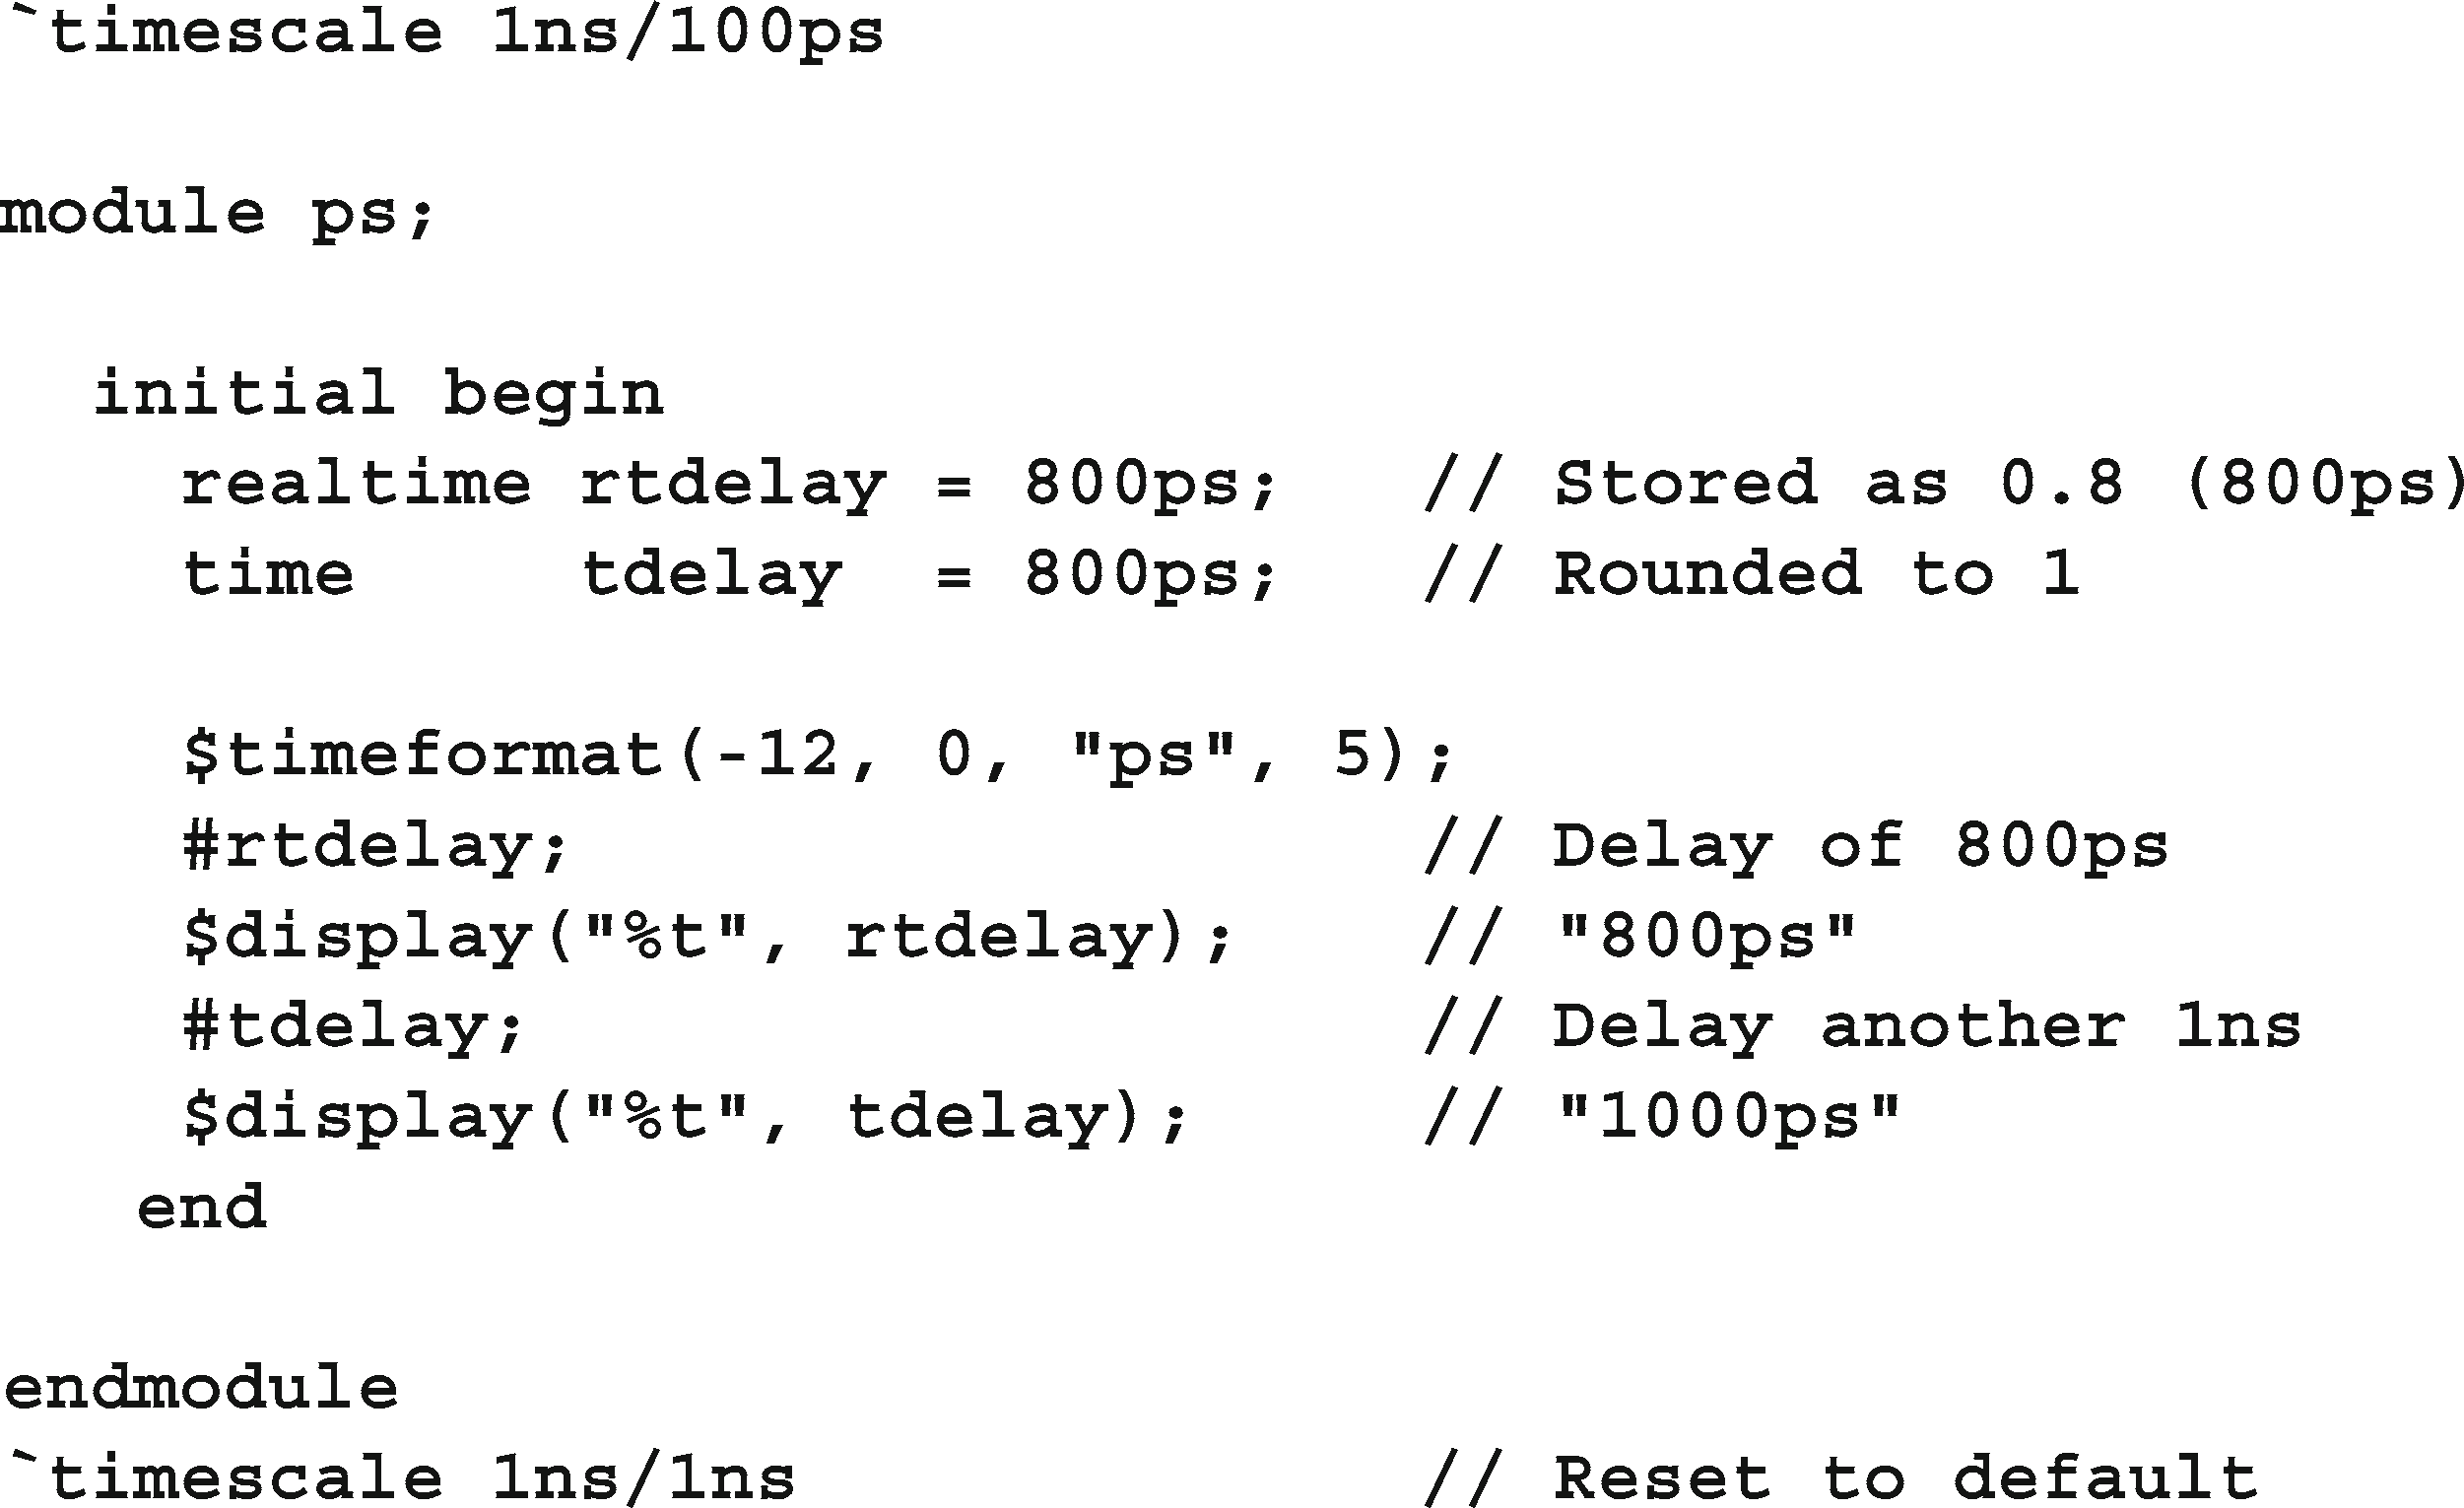 `timescale 1ns/100ps
module ps;
initial begin
realtime rtdelay = 800ps; // Stored as 0.8 (800ps)
time tdelay = 800ps; // Rounded to 1
$timeformat(-12, 0, "ps", 5);
#rtdelay; // Delay of 800ps
$display("%t", rtdelay); // "800ps"
#tdelay; // Delay another 1ns
$display("%t", tdelay); // "1000ps"
end
endmodule
`timescale 1ns/1ns // Reset to default